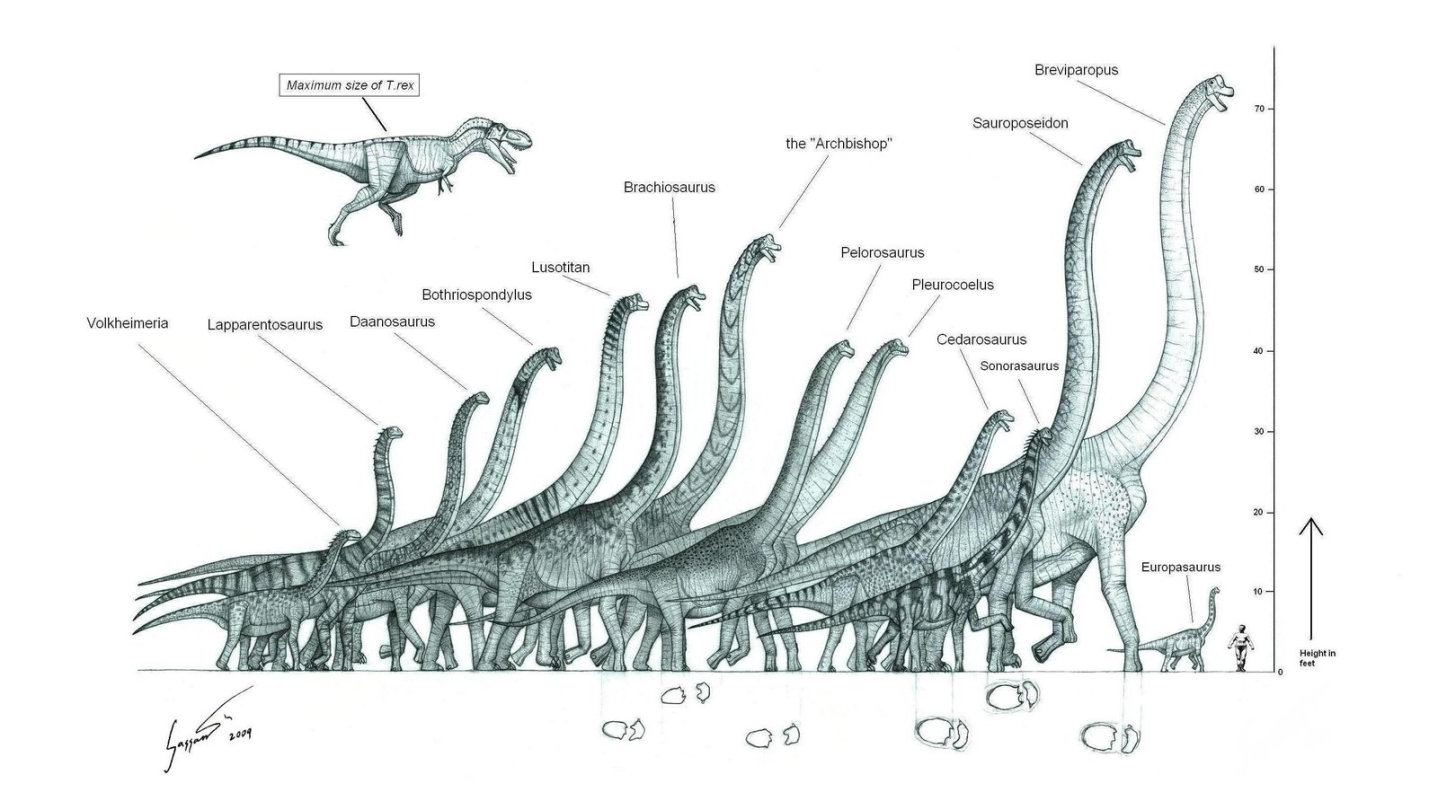 Maximum size of T.rex
Breviparopus
Sauroposeidon
the "Archbishop"
Brachiosaurus
Pelorosaurus
Lusotitan
Pleurocoelus
Bothriospondylus
Volkheimeria
Lapparentosaurus
Daanosaurus
Cedarosaurus
Sonorasaurus
Europasaurus
70
60
50
40
30
20
10
0
Height in
feet
2009